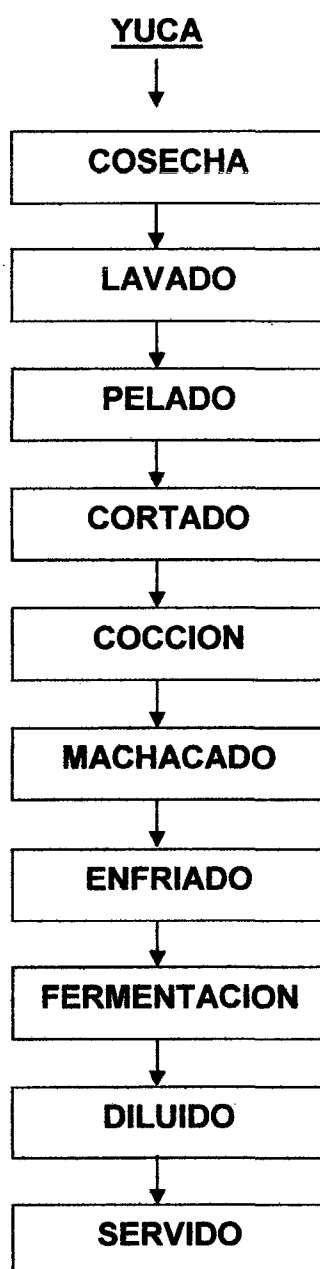 YUCA
COSECHA
LAVADO
PELADO
CORTADO
COCCION
MACHACADO
ENFRIADO
FERMENTACION
DILUIDO
SERVIDO